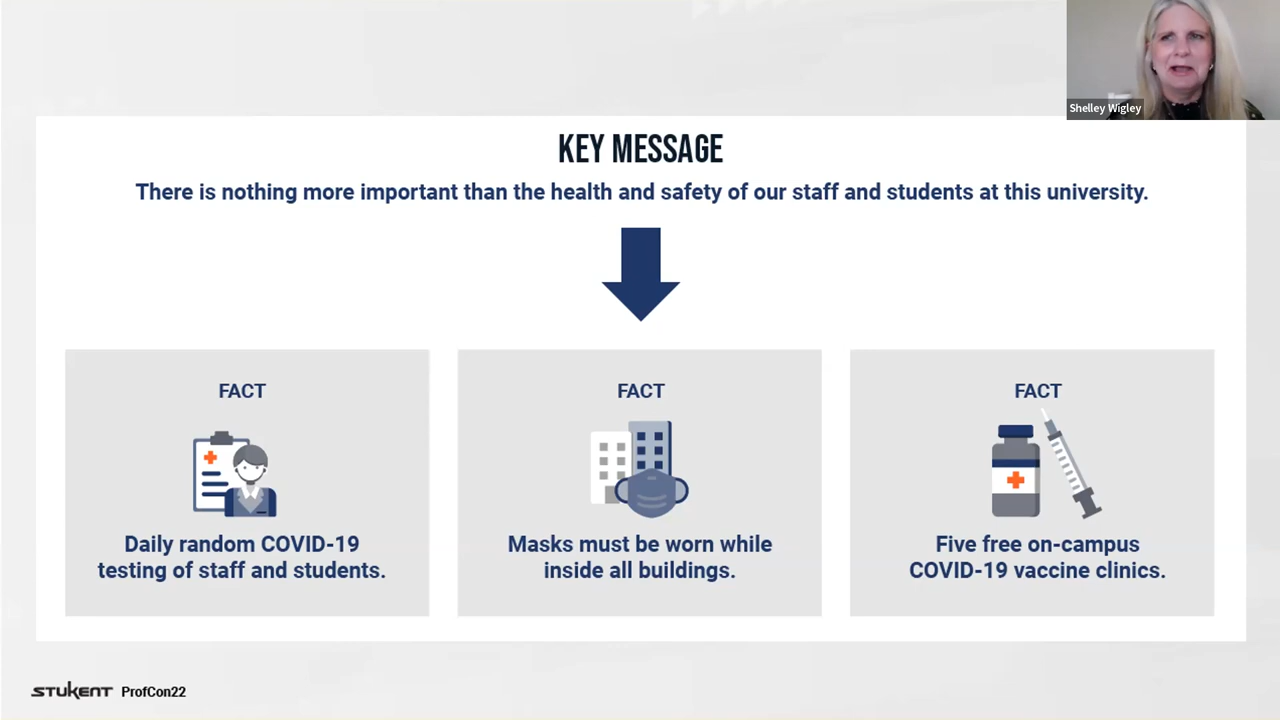 Shelley Wigley
KEY MESSAGE
There is nothing more important than the health and safety of our staff and students at this university.
FACT
Daily random COVID-19
testing of staff and students.
FACT
Masks must be worn while
inside all buildings.
FACT
Five free on-campus
COVID-19 vaccine clinics.
STUKENT ProfCon22